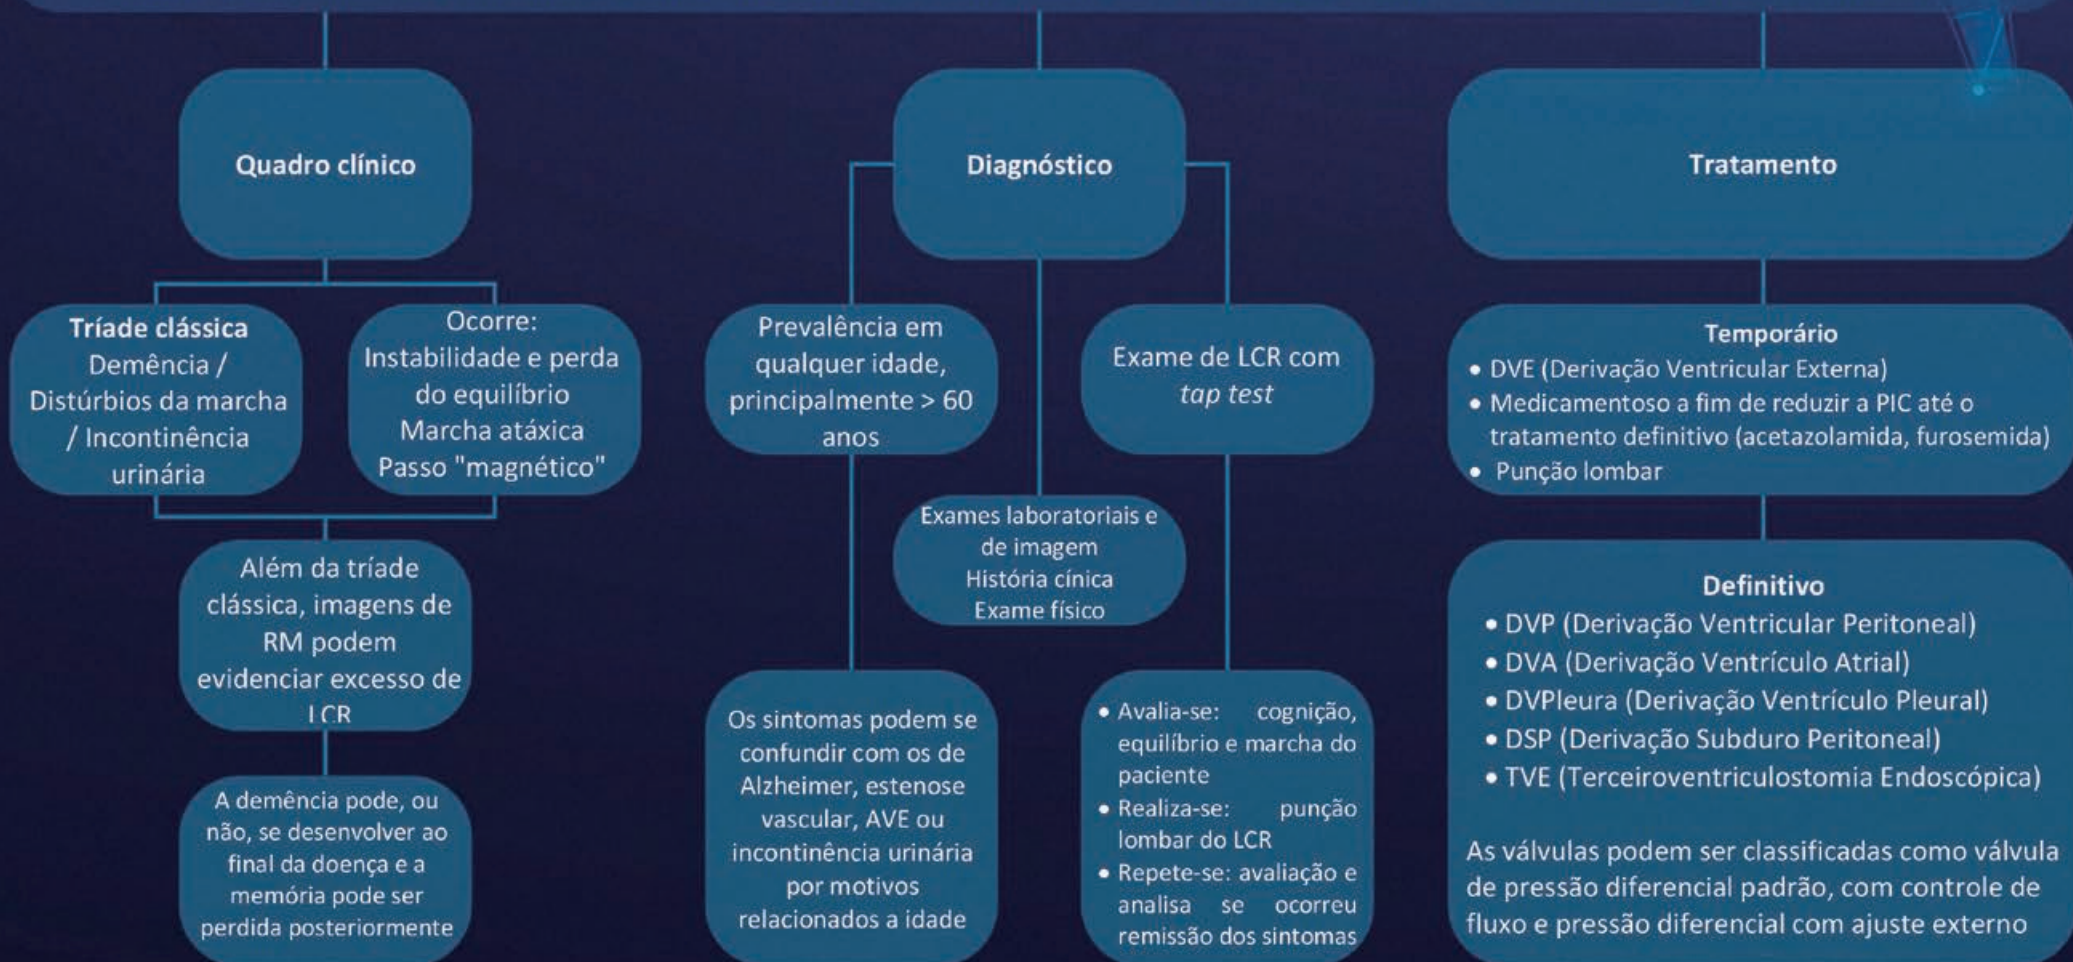 Quadro clínico
Tríade clássica
Demência /
Distúrbios da marcha
/ Incontinência
urinária
Ocorre:
Instabilidade e perda
do equilíbrio
Marcha atáxica
Passo "magnético"
Além da tríade
clássica, imagens de
RM podem
evidenciar excesso de
LCR
A demência pode, ou
não, se desenvolver ao
final da doença e a
memória pode ser
perdida posteriormente
Diagnóstico
Prevalência em
qualquer idade,
principalmente > 60
anos
Exame de LCR com
tap test
Exames laboratoriais e
de imagem
História cínica
Exame físico
Os sintomas podem se
confundir com os de
Alzheimer, estenose
vascular, AVE ou
incontinência urinária
por motivos
relacionados a idade
• Avalia-se: cognição,
equilíbrio e marcha do
paciente
• Realiza-se: punção
lombar do LCR
• Repete-se: avaliação e
analisa se ocorreu
remissão dos sintomas
Tratamento
Temporário
• DVE (Derivação Ventricular Externa)
• Medicamentoso a fim de reduzir a PIC até o
tratamento definitivo (acetazolamida, furosemida)
• Punção lombar
Definitivo
• DVP (Derivação Ventricular Peritoneal)
• DVA (Derivação Ventrículo Atrial)
• DVPleura (Derivação Ventrículo Pleural)
• DSP (Derivação Subduro Peritoneal)
• TVE (Terceiroventriculostomia Endoscópica)
As válvulas podem ser classificadas como válvula
de pressão diferencial padrão, com controle de
fluxo e pressão diferencial com ajuste externo